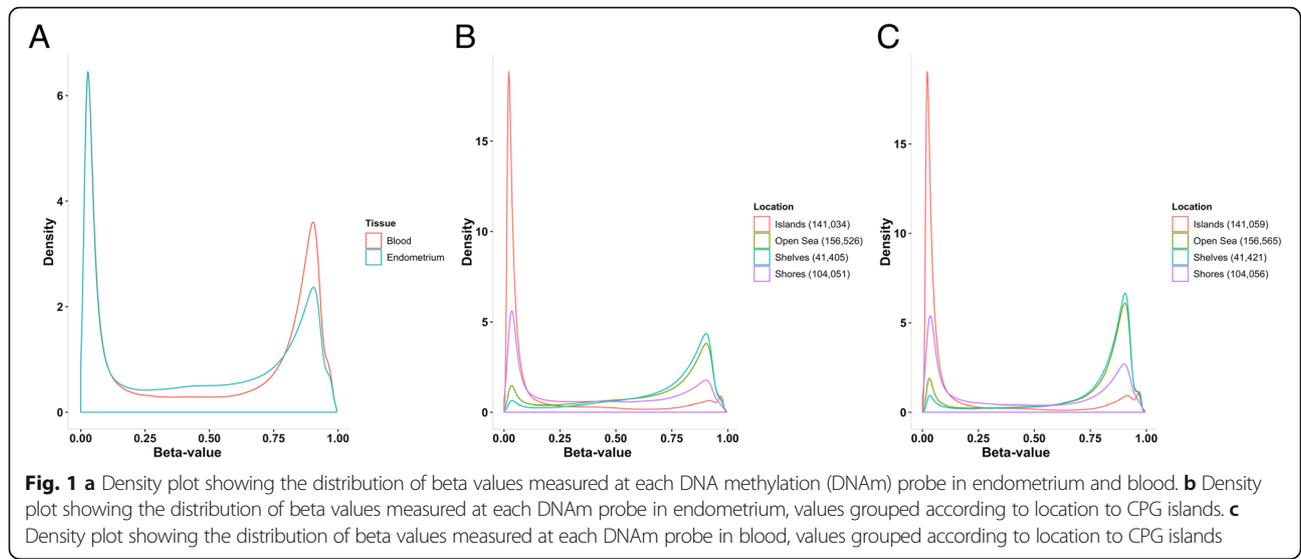 A
B
C
6
4
2
0
Density
0.00 0.25 0.50 0.75 1.00
Beta-value
Tissue
Blood
Endometrium
15
10
5
0
Density
0.00 0.25 0.50 0.75 1.00
Beta-value
Location
Islands (141,034)
Open Sea (156,526)
Shelves (41,405)
Shores (104,051)
15
10
5
0
Density
0.00 0.25 0.50 0.75 1.00
Beta-value
Location
Islands (141,059)
Open Sea (156,565)
Shelves (41,421)
Shores (104,056)
Fig. 1 a Density plot showing the distribution of beta values measured at each DNA methylation (DNAm) probe in endometrium and blood. b Density
plot showing the distribution of beta values measured at each DNAm probe in endometrium, values grouped according to location to CPG islands. c
Density plot showing the distribution of beta values measured at each DNAm probe in blood, values grouped according to location to CPG islands